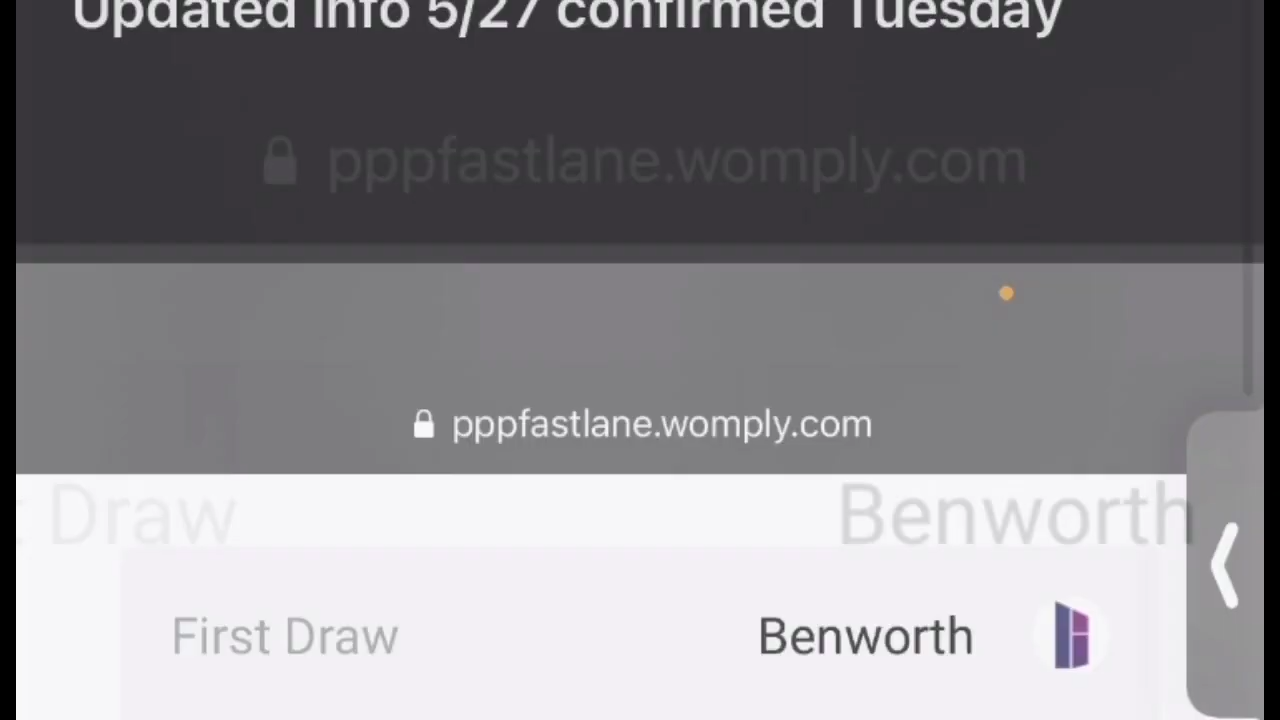 Updated info 5/27 confirmed Tuesday
pppfastlane.womply.com
pppfastlane.womply.com
Draw Benworth
First Draw Benworth